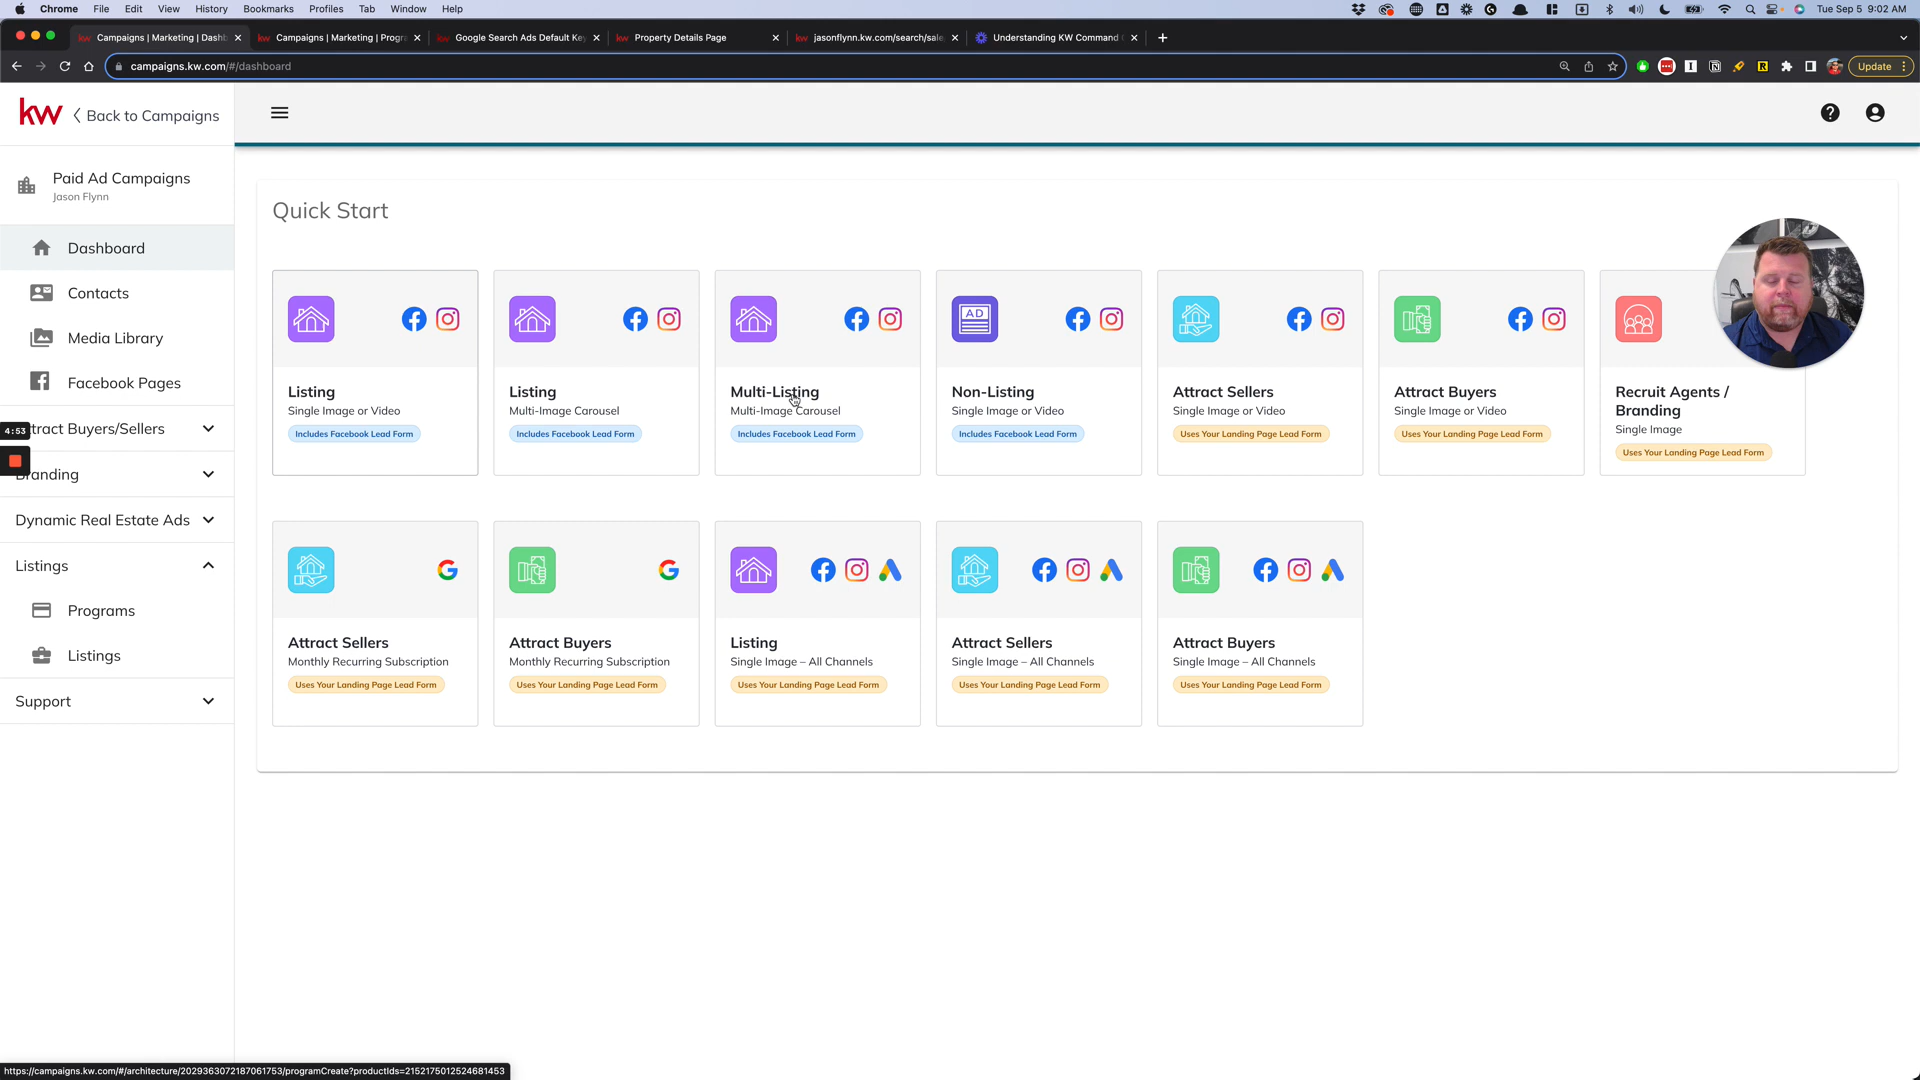 Chrome File Edit View History Bookmarks Profiles Tab Window Help
Tue Sep 5 9:02 AM
Campaigns | Marketing | Dashb
Campaigns | Marketing | Progra
Google Search Ads Default Key
Property Details Page
jasonflynn.kw.com/search/sale
Understanding KW Command
campaigns.kw.com/#/dashboard
Update
kw
Back to Campaigns
Paid Ad Campaigns
Jason Flynn
Dashboard
Contacts
Media Library
Facebook Pages
4:53
tract Buyers/Sellers
Branding
Dynamic Real Estate Ads
Listings
Programs
Listings
Support
Quick Start
Listing
Single Image or Video
Includes Facebook Lead Form
Listing
Multi-Image Carousel
Includes Facebook Lead Form
Multi-Listing
Multi-Image Carousel
Includes Facebook Lead Form
AD
Non-Listing
Single Image or Video
Includes Facebook Lead Form
Attract Sellers
Single Image or Video
Uses Your Landing Page Lead Form
Attract Buyers
Single Image or Video
Uses Your Landing Page Lead Form
Recruit Agents /
Branding
Single Image
Uses Your Landing Page Lead Form
Attract Sellers
Monthly Recurring Subscription
Uses Your Landing Page Lead Form
Attract Buyers
Monthly Recurring Subscription
Uses Your Landing Page Lead Form
Listing
Single Image – All Channels
Uses Your Landing Page Lead Form
Attract Sellers
Single Image – All Channels
Uses Your Landing Page Lead Form
Attract Buyers
Single Image – All Channels
Uses Your Landing Page Lead Form
https://campaigns.kw.com/#/architecture/2029363072187061753/programCreate?productIds=2152175012524681453